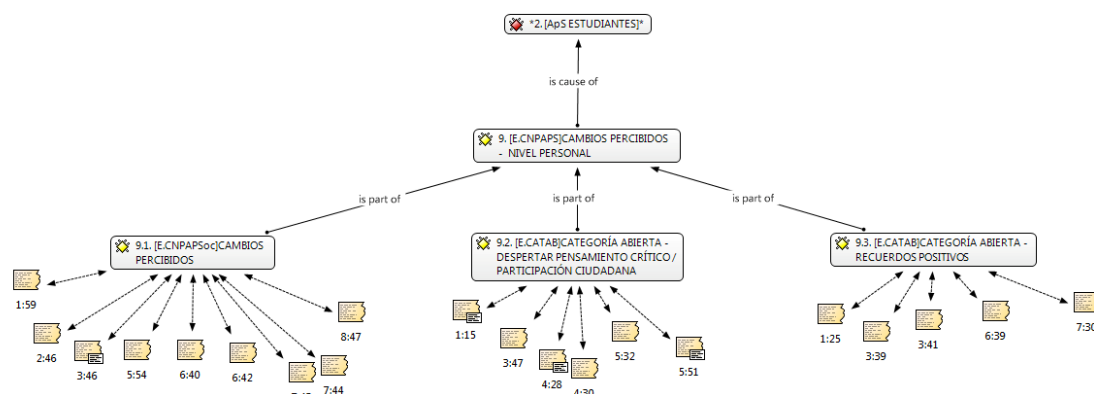 *2. [ApS ESTUDIANTES]*
is cause of
9. [E.CNPAPS]CAMBIOS PERCIBIDOS
- NIVEL PERSONAL
is part of
is part of
is part of
9.1. [E.CNPAPSoc]CAMBIOS
PERCIBIDOS
9.2. [E.CATAB]CATEGORÍA ABIERTA -
DESPERTAR PENSAMIENTO CRÍTICO /
PARTICIPACIÓN CIUDADANA
9.3. [E.CATAB]CATEGORÍA ABIERTA -
RECUERDOS POSITIVOS
1:59
2:46
3:46
5:54
6:40
6:42
7:44
8:47
1:15
3:47
4:28
4:30
5:32
5:51
1:25
3:39
3:41
6:39
7:30